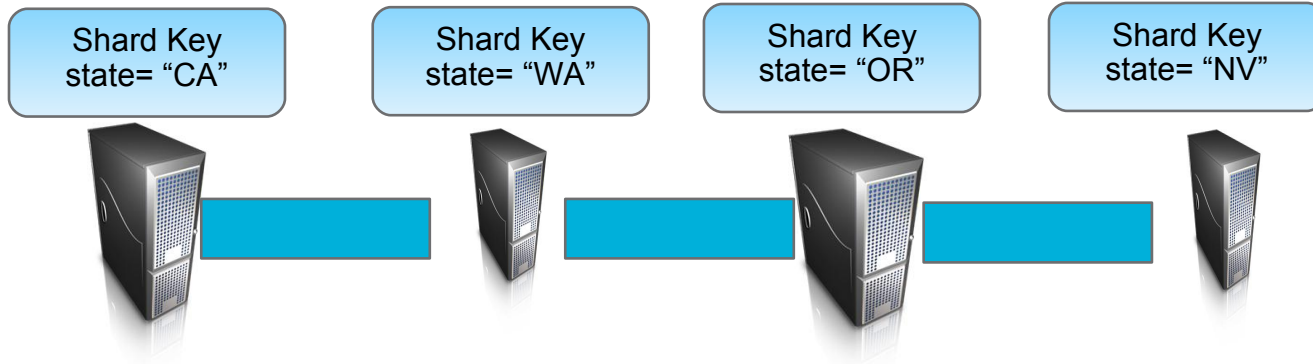 Shard Key
state= “CA”
Shard Key
state= “WA”
Shard Key
state= “OR”
Shard Key
state= “NV”